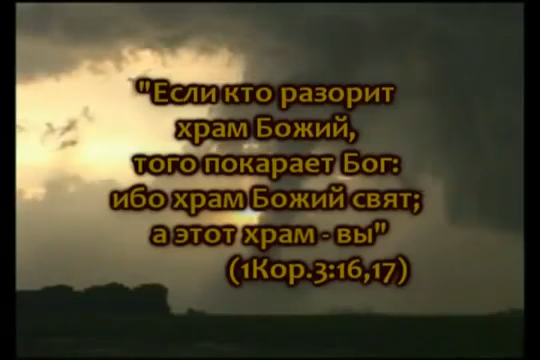 "Если кто разорит
храм Божий,
того покарает Бог:
ибо храм Божий свят;
а этот храм - вы"
(1Кор.3:16,17)